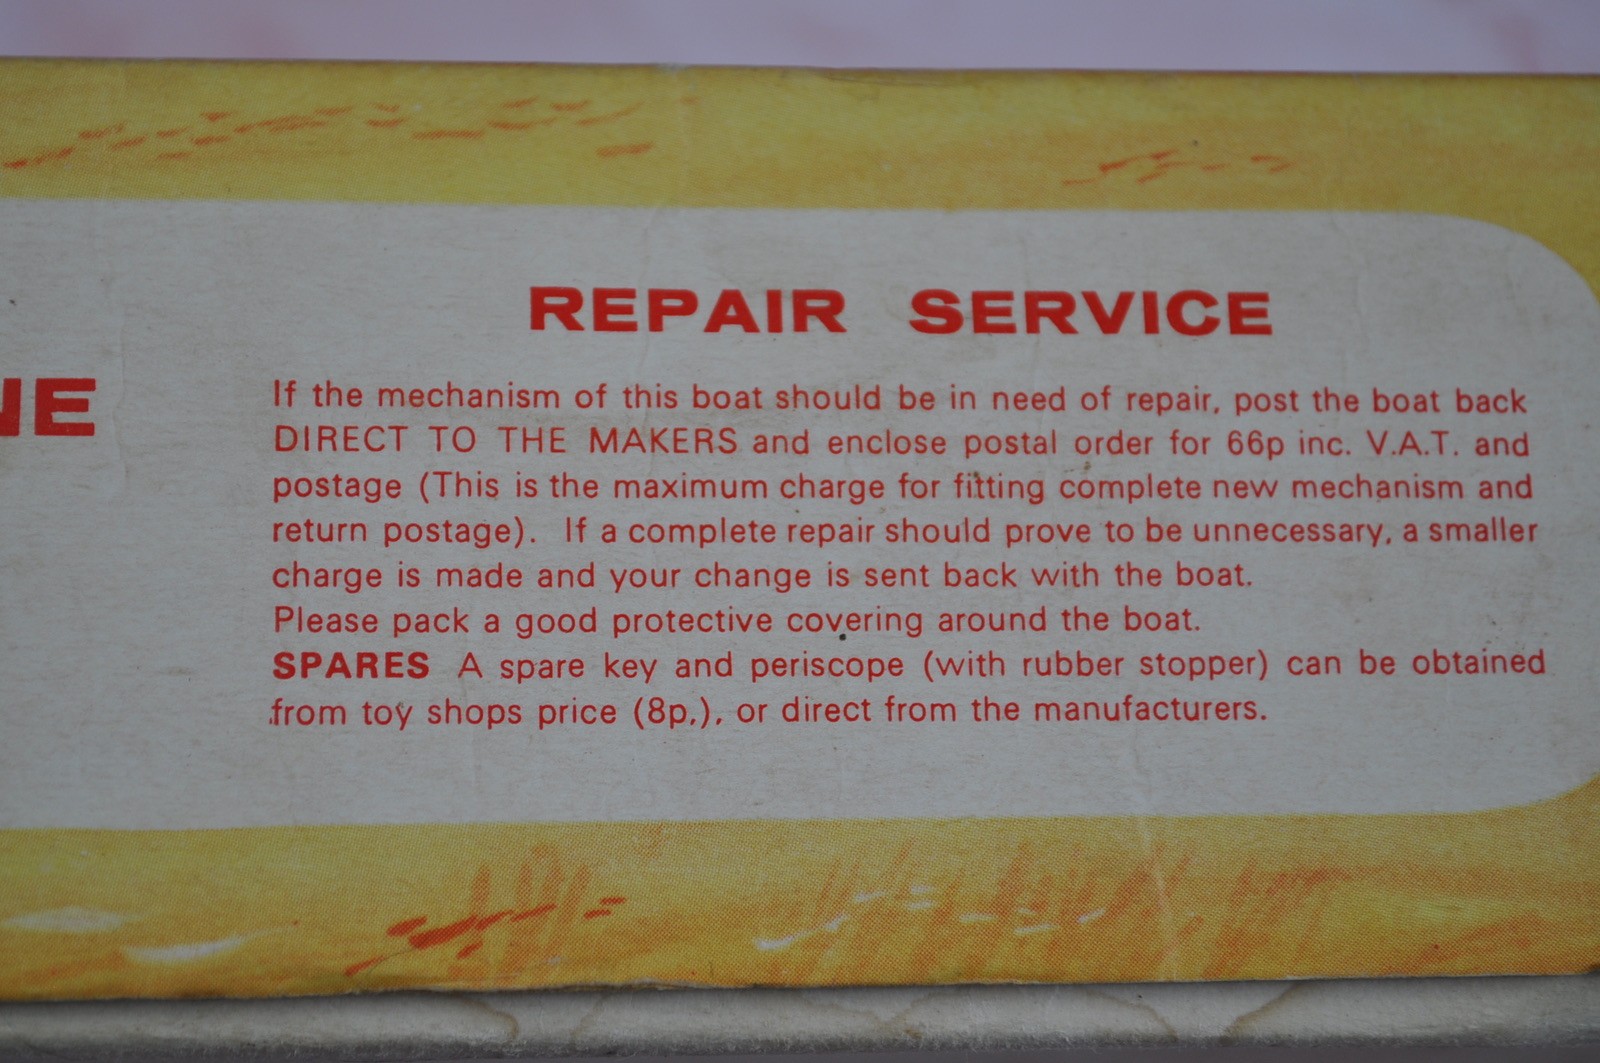 REPAIR SERVICE
NE
If the mechanism of this boat should be in need of repair, post the boat back
DIRECT TO THE MAKERS and enclose postal order for 66p inc. V.A.T. and
postage (This is the maximum charge for fitting complete new mechanism and
return postage). If a complete repair should prove to be unnecessary, a smaller
charge is made and your change is sent back with the boat.
Please pack a good protective covering around the boat.
SPARES A spare key and periscope (with rubber stopper) can be obtained
from toy shops price (8p.), or direct from the manufacturers.